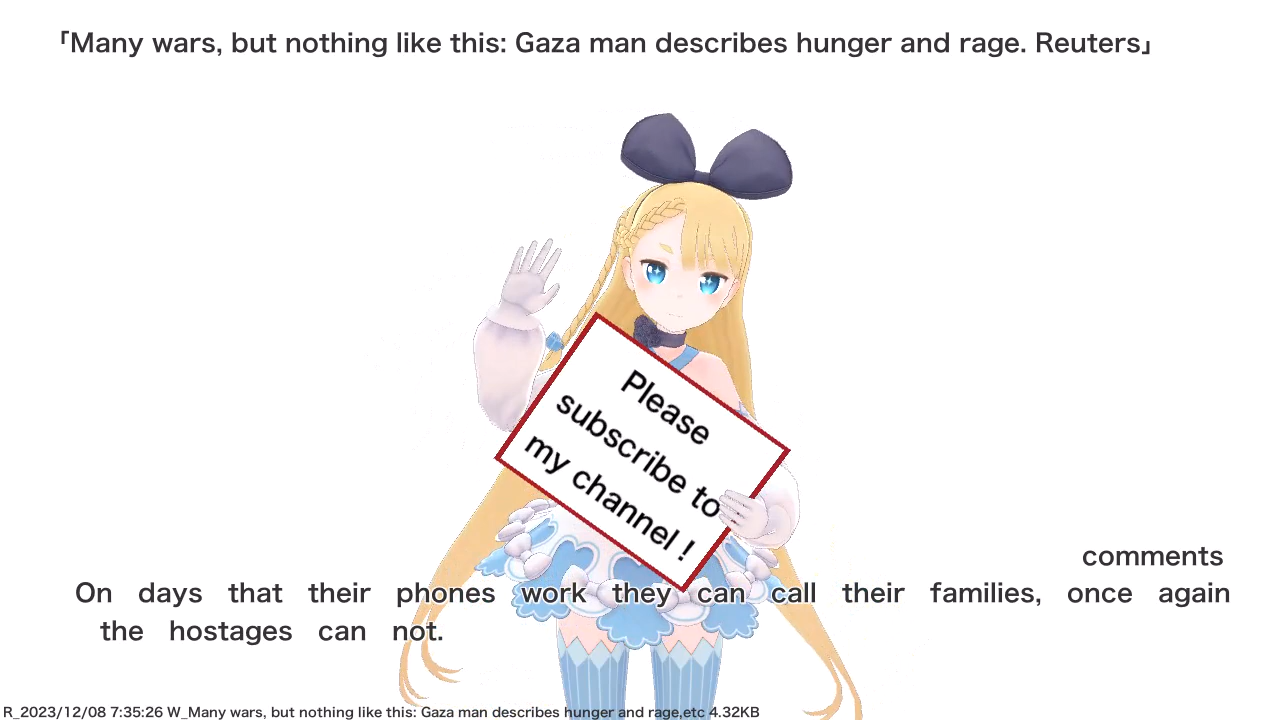 「Many wars, but nothing like this: Gaza man describes hunger and rage. Reuters」
Please
subscribe to
my channel !
comments
On days that their phones work they can call their families, once again
the hostages can not.
R_2023/12/08 7:35:26 W_Many wars, but nothing like this: Gaza man describes hunger and rage,etc 4.32KB